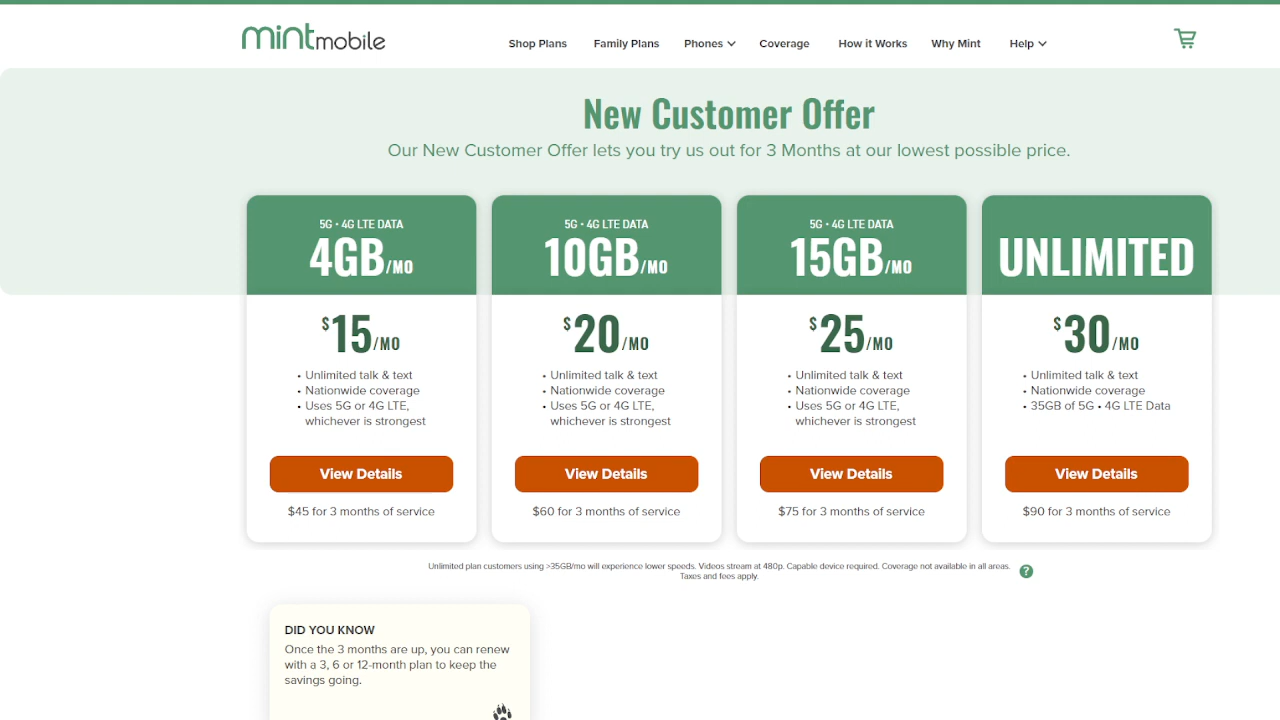 mintmobile
Shop Plans Family Plans Phones Coverage How it Works Why Mint Help
New Customer Offer
Our New Customer Offer lets you try us out for 3 Months at our lowest possible price.
5G • 4G LTE DATA
4GB/MO
$15/MO
• Unlimited talk & text
• Nationwide coverage
• Uses 5G or 4G LTE,
whichever is strongest
View Details
$45 for 3 months of service
5G • 4G LTE DATA
10GB/MO
$20/MO
• Unlimited talk & text
• Nationwide coverage
• Uses 5G or 4G LTE,
whichever is strongest
View Details
$60 for 3 months of service
5G • 4G LTE DATA
15GB/MO
$25/MO
• Unlimited talk & text
• Nationwide coverage
• Uses 5G or 4G LTE,
whichever is strongest
View Details
$75 for 3 months of service
UNLIMITED
$30/MO
• Unlimited talk & text
• Nationwide coverage
• 35GB of 5G • 4G LTE Data
View Details
$90 for 3 months of service
Unlimited plan customers using >35GB/mo will experience lower speeds. Videos stream at 480p. Capable device required. Coverage not available in all areas.
Taxes and fees apply.
?
DID YOU KNOW
Once the 3 months are up, you can renew
with a 3, 6 or 12-month plan to keep the
savings going.